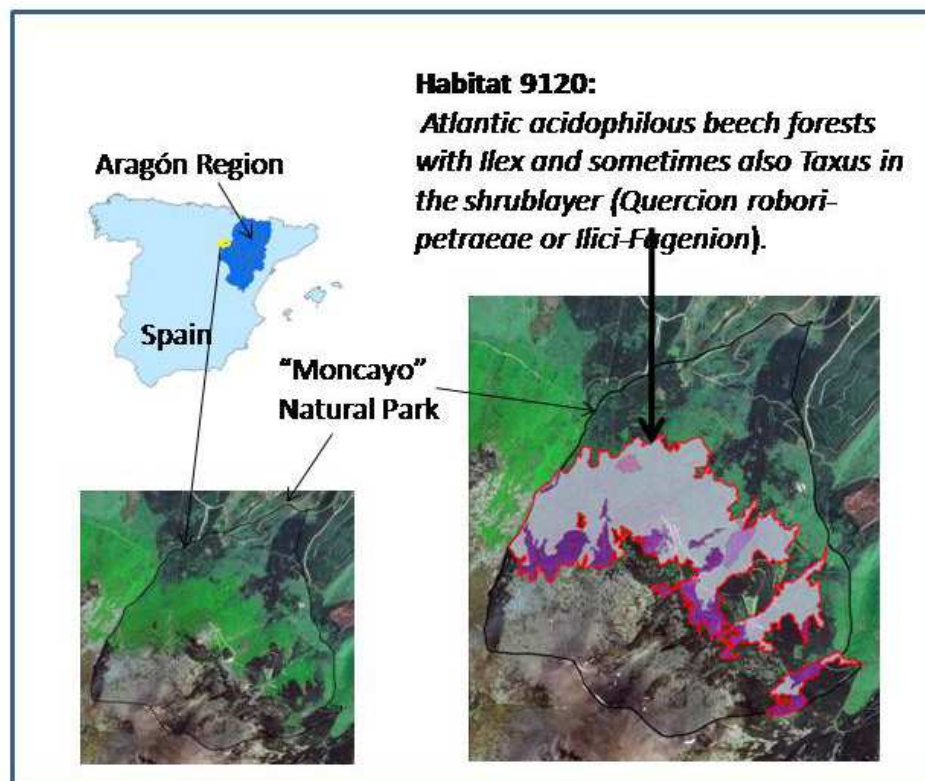 Habitat 9120:
Atlantic acidophilous beech forests
with Ilex and sometimes also Taxus in
the shrublayer (Quercion robori-
petraeae or Ilici-Fagenion).
Aragón Region
Spain
“Moncayo”
Natural Park